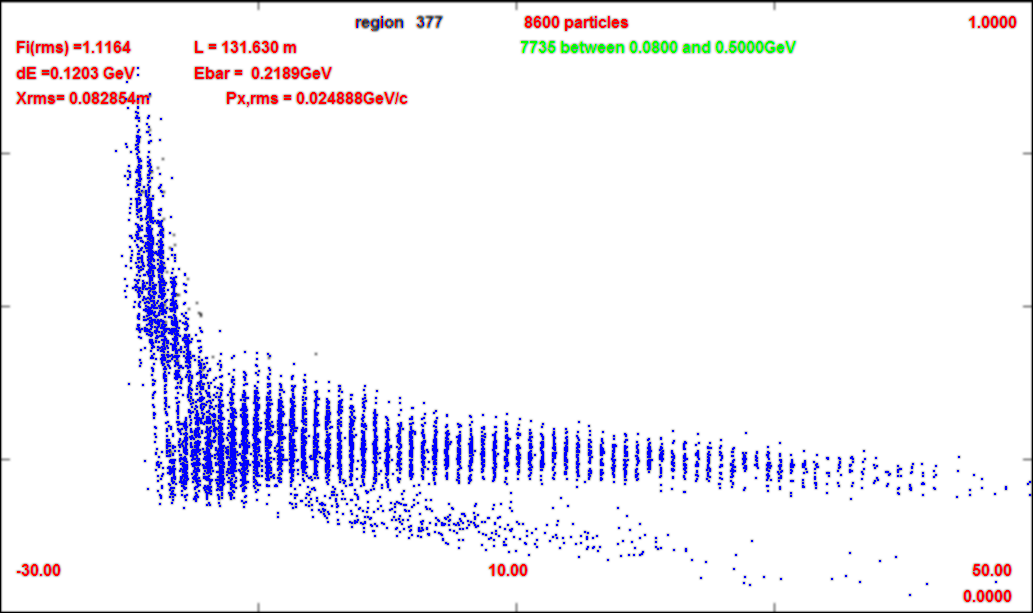 region 377 8600 particles 1.0000
Fi(rms) =1.1164 L = 131.630 m 7735 between 0.0800 and 0.5000GeV
dE =0.1203 GeV Ebar = 0.2189GeV
Xrms= 0.082854m Px,rms = 0.024888GeV/c
-30.00 10.00 50.00
0.0000